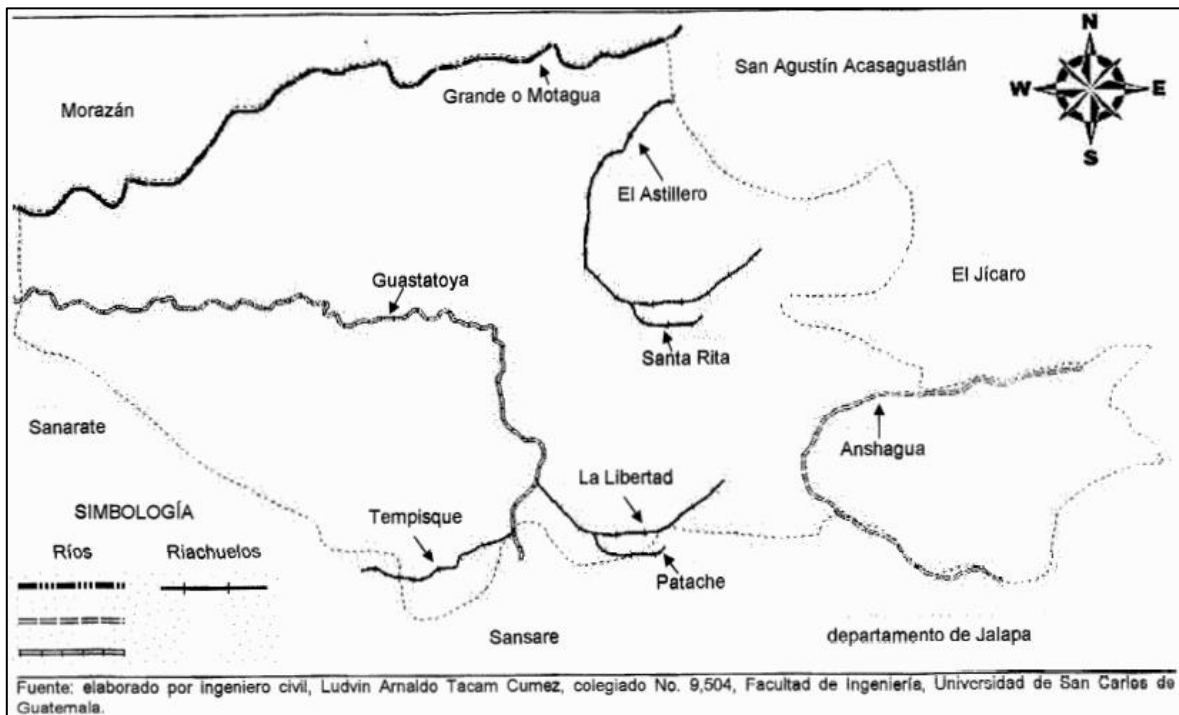 N
San Agustín Acasaguastlán
Grande o Motagua
W
E
Morazán
S
El Astillero
El Jícaro
Guastatoya
Santa Rita
Sanarate
Anshagua
La Libertad
SIMBOLOGÍA
Tempisque
Ríos
Riachuelos
Patache
Sansare
departamento de Jalapa
Fuente: elaborado por ingeniero civil, Ludvin Arnaldo Tacam Cumez, colegiado No. 9,504, Facultad de Ingeniería, Universidad de San Carlos de
Guatemala.